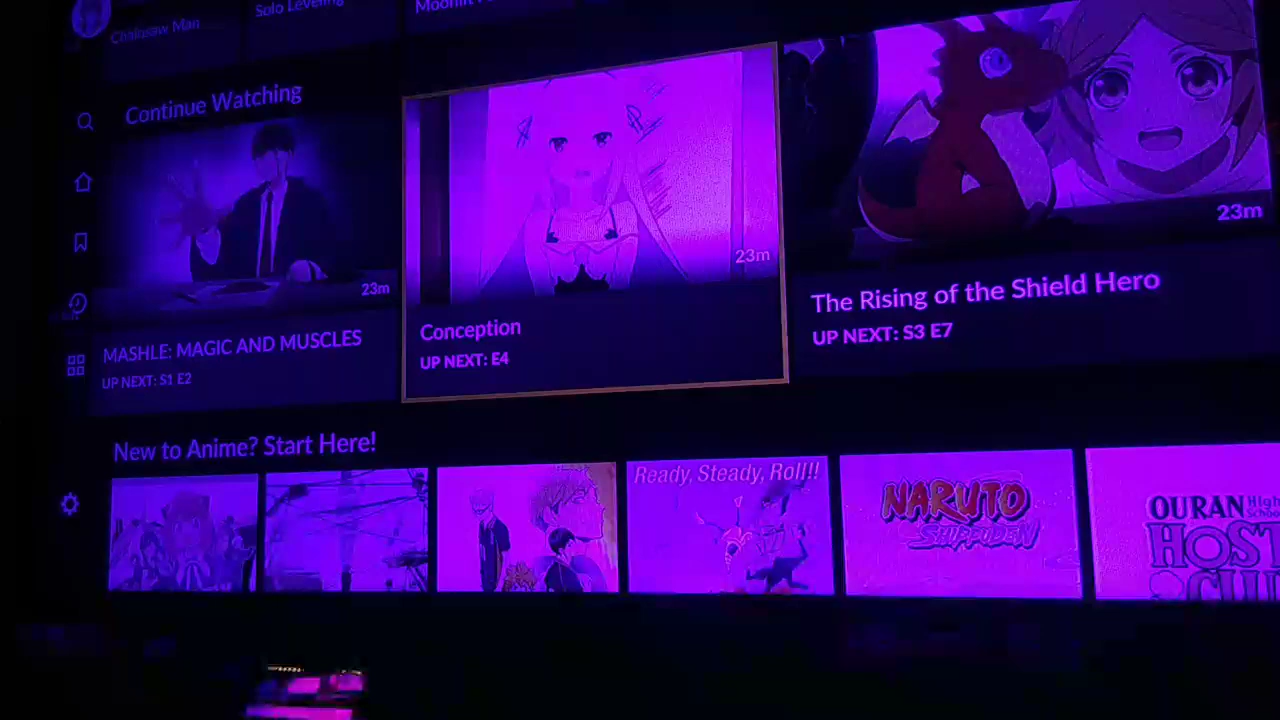 Chainsaw Man
Solo Leveling
Continue Watching
23m
23m
23m
MASHLE: MAGIC AND MUSCLES
UP NEXT: S1 E2
Conception
UP NEXT: E4
The Rising of the Shield Hero
UP NEXT: S3 E7
New to Anime? Start Here!
Ready, Steady, Roll!!
NARUTO
SHIPPUDEN
OURAN High
HOST
CLUB